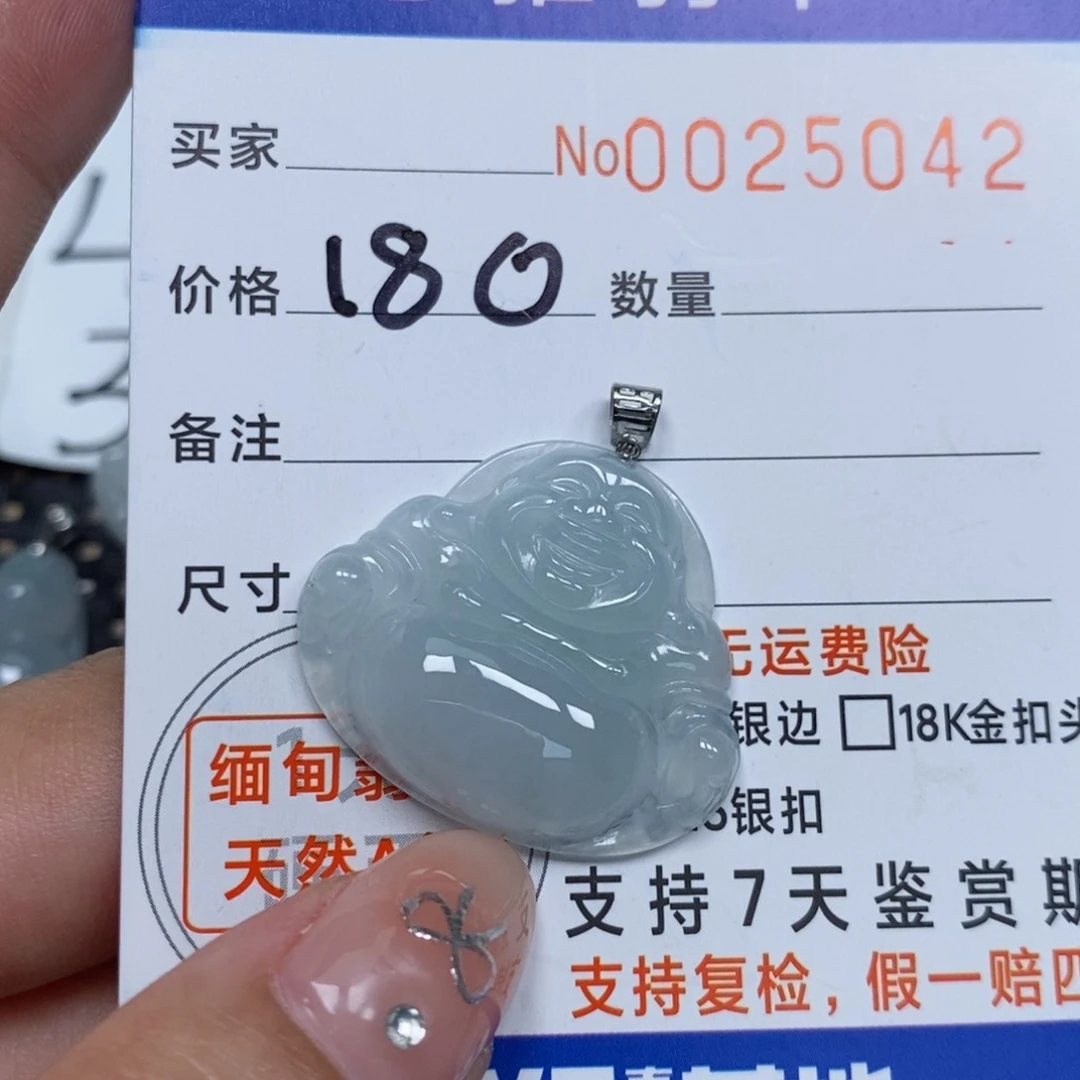 买家 No0025042
价格 180 数量
备注
尺寸
无运费险
银边 □18K金扣头
银扣
缅甸翡
天然A
支持7天鉴赏期
支持复检，假一赔四